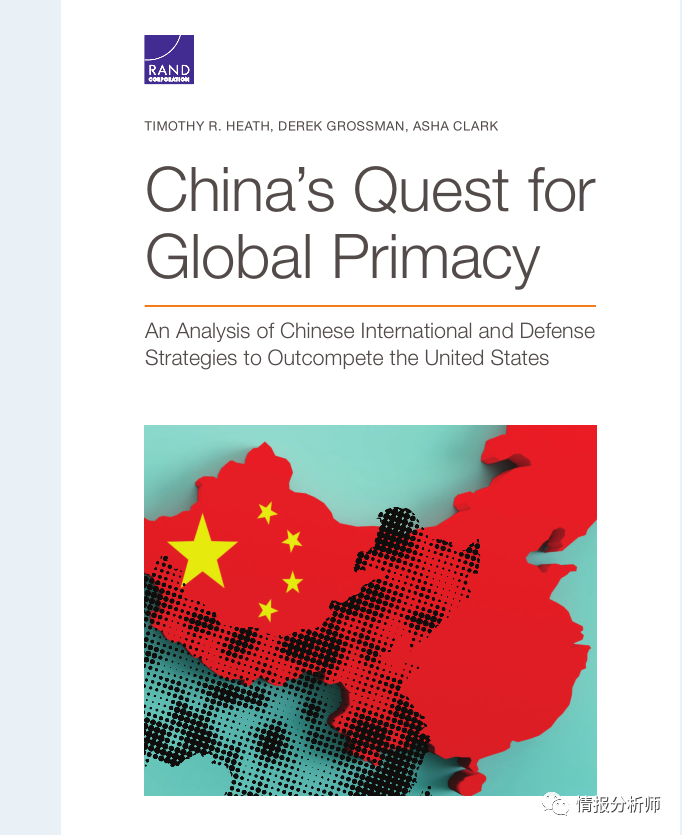 RAND
CORPORATION
TIMOTHY R. HEATH, DEREK GROSSMAN, ASHA CLARK
China’s Quest for
Global Primacy
An Analysis of Chinese International and Defense
Strategies to Outcompete the United States
情报分析师